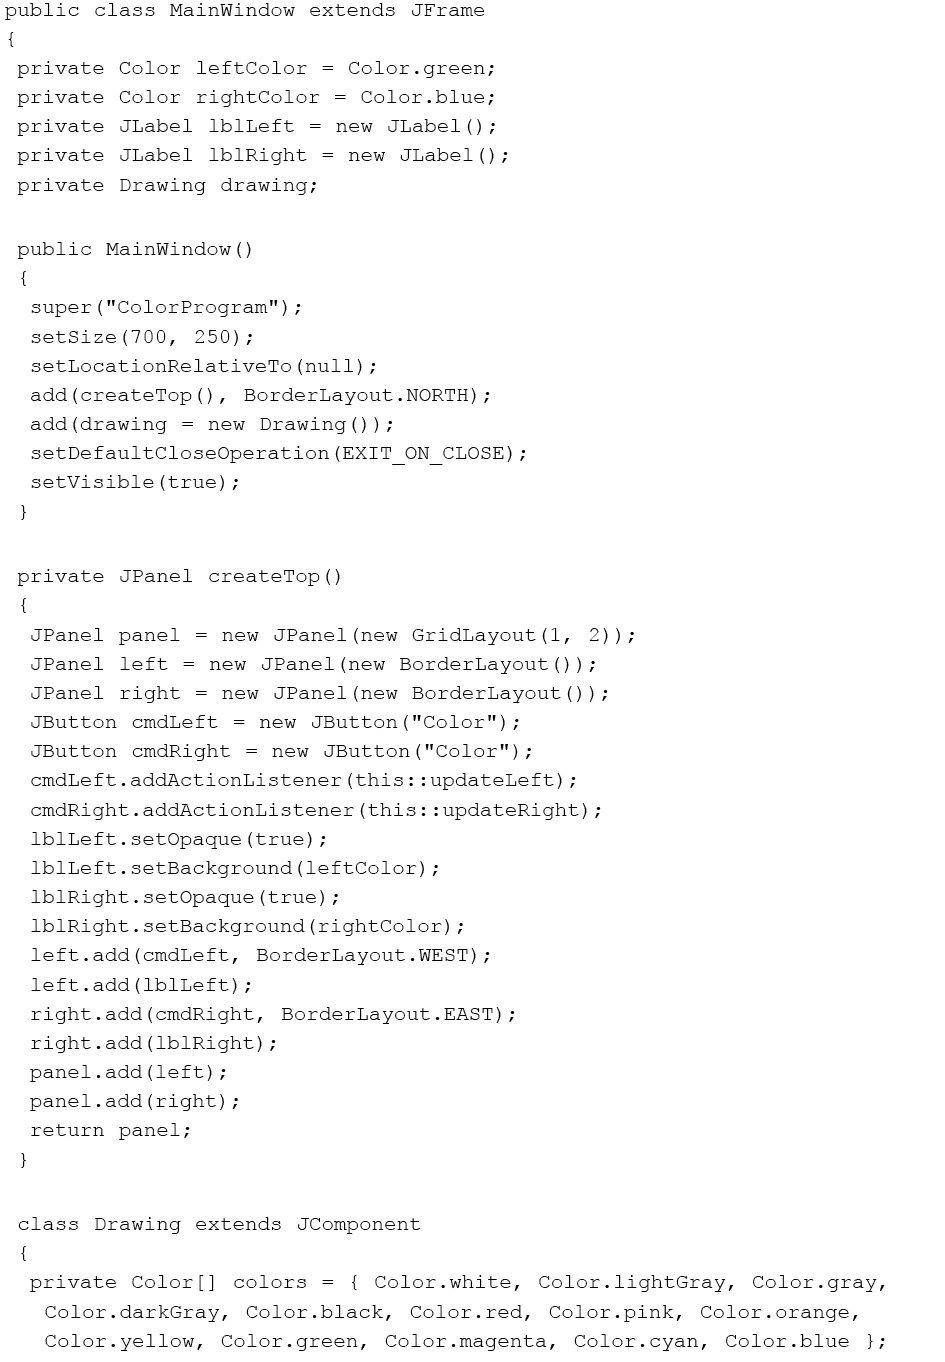 public class MainWindow extends JFrame
{
private Color leftColor = Color.green;
private Color rightColor = Color.blue;
private JLabel lblLeft = new JLabel();
private JLabel lblRight = new JLabel();
private Drawing drawing;
public MainWindow()
{
super("ColorProgram");
setSize(700, 250);
setLocationRelativeTo(null);
add(createTop(), BorderLayout.NORTH);
add(drawing = new Drawing());
setDefaultCloseOperation(EXIT_ON_CLOSE);
setVisible(true);
}
private JPanel createTop()
{
JPanel panel = new JPanel(new GridLayout(1, 2));
JPanel left = new JPanel(new BorderLayout());
JPanel right = new JPanel(new BorderLayout());
JButton cmdLeft = new JButton("Color");
JButton cmdRight = new JButton("Color");
cmdLeft.addActionListener(this::updateLeft);
cmdRight.addActionListener(this::updateRight);
lblLeft.setOpaque(true);
lblLeft.setBackground(leftColor);
lblRight.setOpaque(true);
lblRight.setBackground(rightColor);
left.add(cmdLeft, BorderLayout.WEST);
left.add(lblLeft);
right.add(cmdRight, BorderLayout.EAST);
right.add(lblRight);
panel.add(left);
panel.add(right);
return panel;
}
class Drawing extends JComponent
{
private Color[] colors = { Color.white, Color.lightGray, Color.gray,
Color.darkGray, Color.black, Color.red, Color.pink, Color.orange,
Color.yellow, Color.green, Color.magenta, Color.cyan, Color.blue };